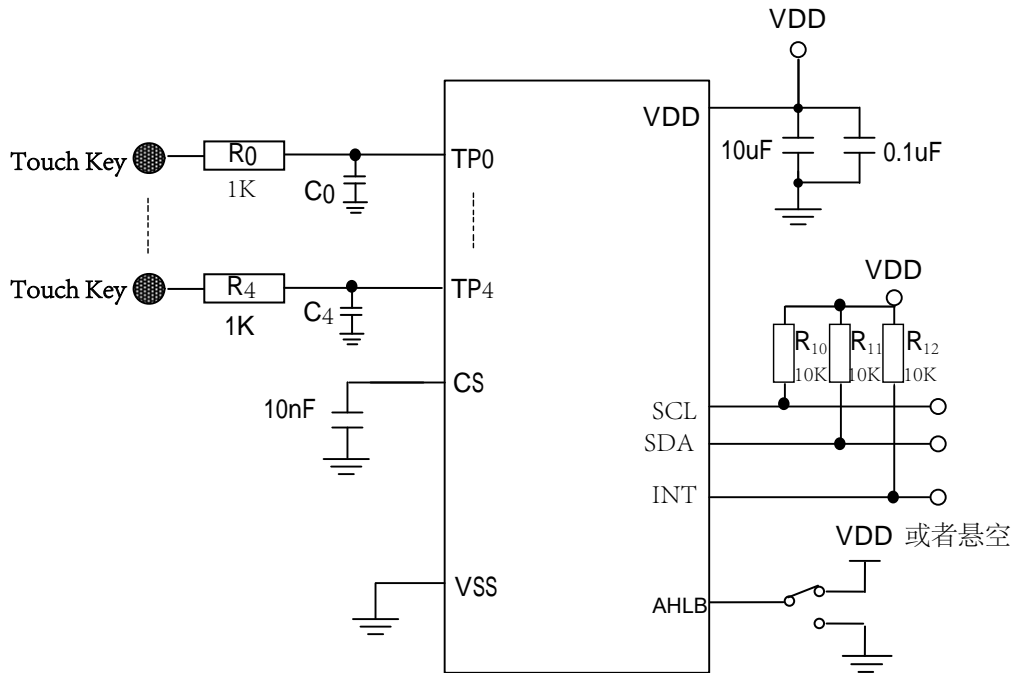 VDD
VDD
10uF
0.1uF
Touch Key
R0
1K
C0
TP0
Touch Key
R4
1K
C4
TP4
CS
10nF
VDD
R10
10K
R11
10K
R12
10K
SCL
SDA
INT
VDD 或者悬空
VSS
AHLB